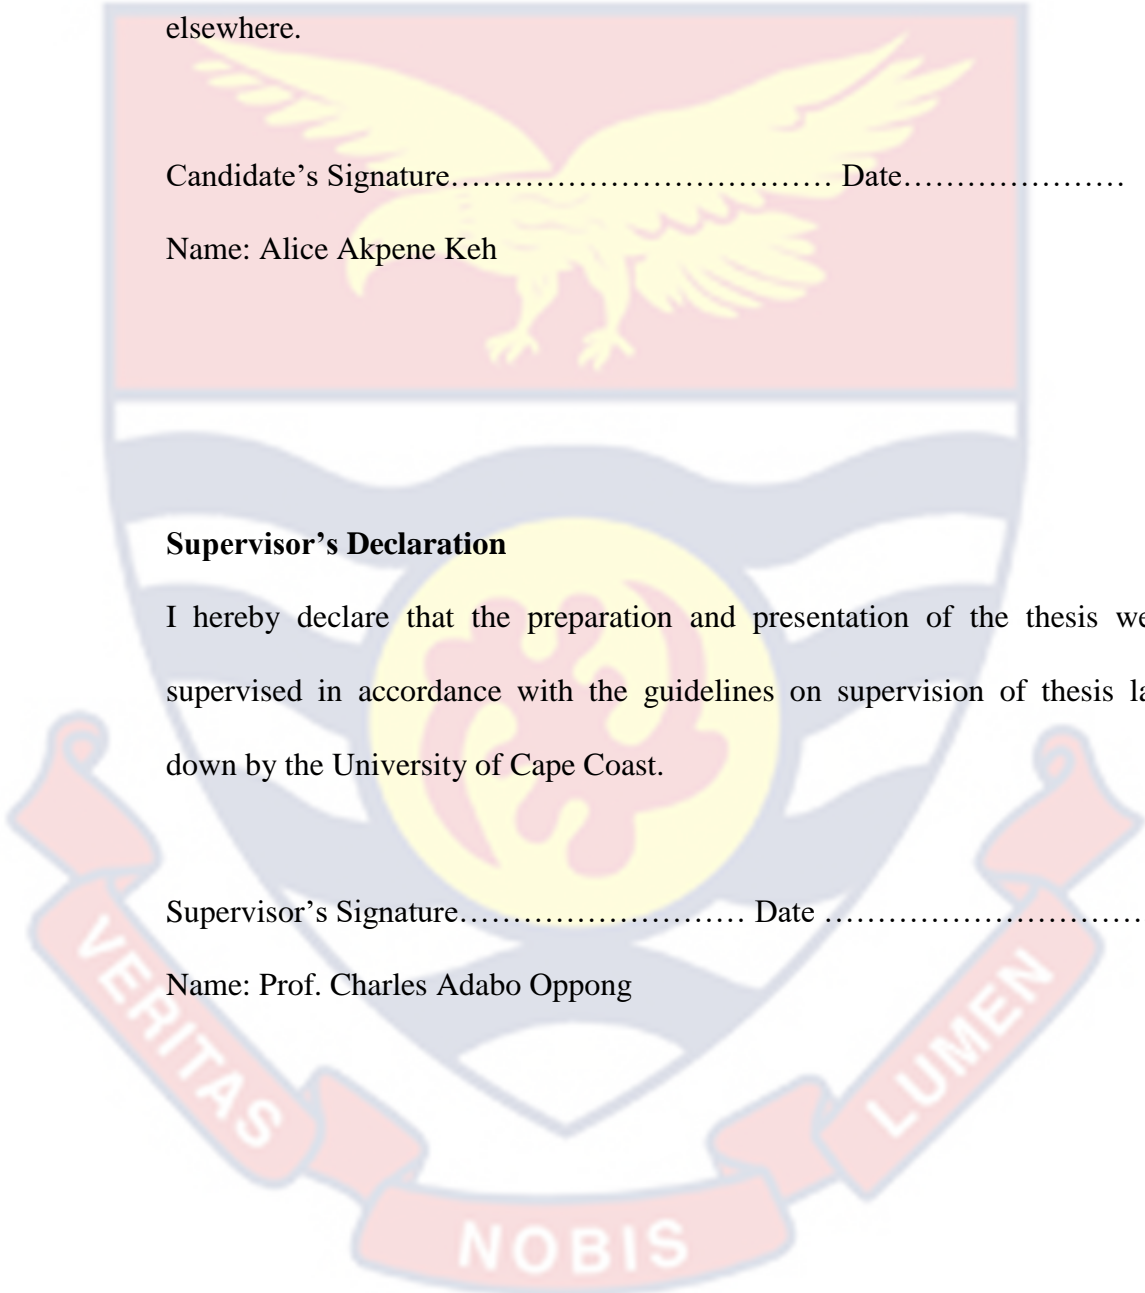 elsewhere.
Candidate’s Signature……………………………… Date…………………
Name: Alice Akpene Keh
Supervisor’s Declaration
I hereby declare that the preparation and presentation of the thesis we
supervised in accordance with the guidelines on supervision of thesis la
down by the University of Cape Coast.
Supervisor’s Signature……………………… Date …………………………
Name: Prof. Charles Adabo Oppong
VERITAS
NOBIS
LUMEN